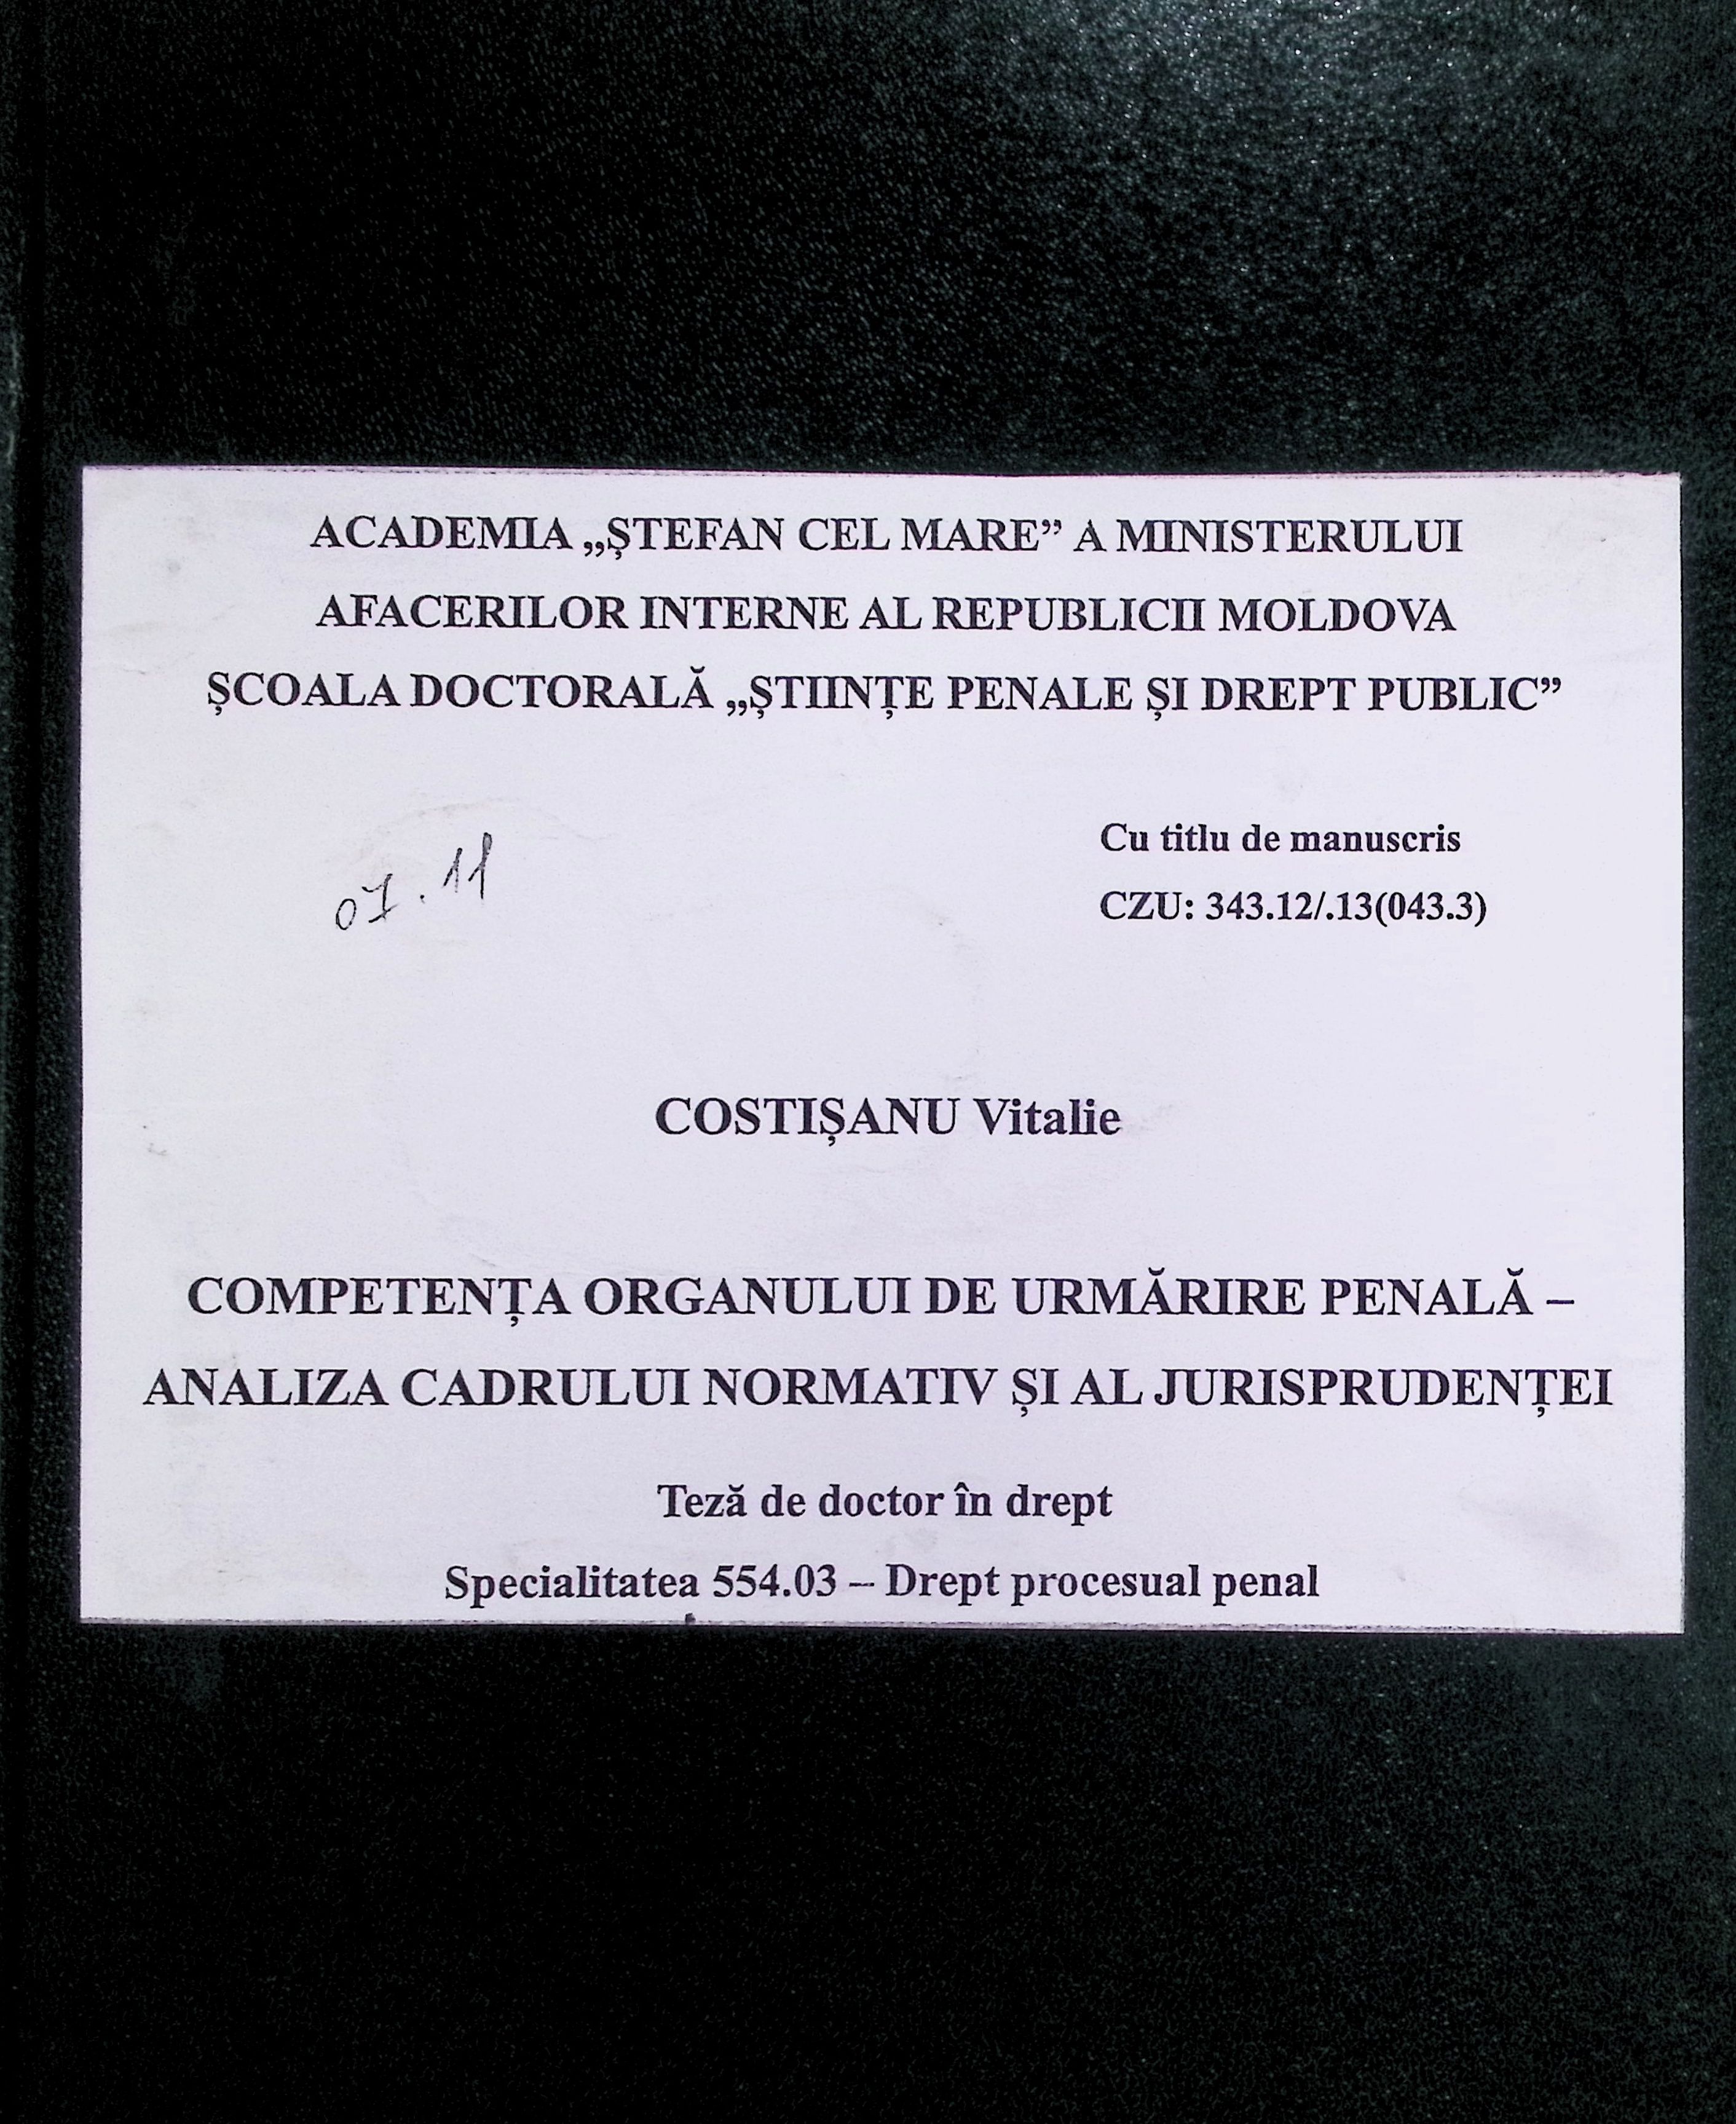 ACADEMIA „ȘTEFAN CEL MARE” A MINISTERULUI
AFACERILOR INTERNE AL REPUBLICII MOLDOVA
ȘCOALA DOCTORALĂ „ȘTIINȚE PENALE ȘI DREPT PUBLIC”
Cu titlu de manuscris
07.11
CZU: 343.12/.13(043.3)
COSTIȘANU Vitalie
COMPETENȚA ORGANULUI DE URMĂRIRE PENALĂ –
ANALIZA CADRULUI NORMATIV ȘI AL JURISPRUDENȚEI
Teză de doctor în drept
Specialitatea 554.03 – Drept procesual penal